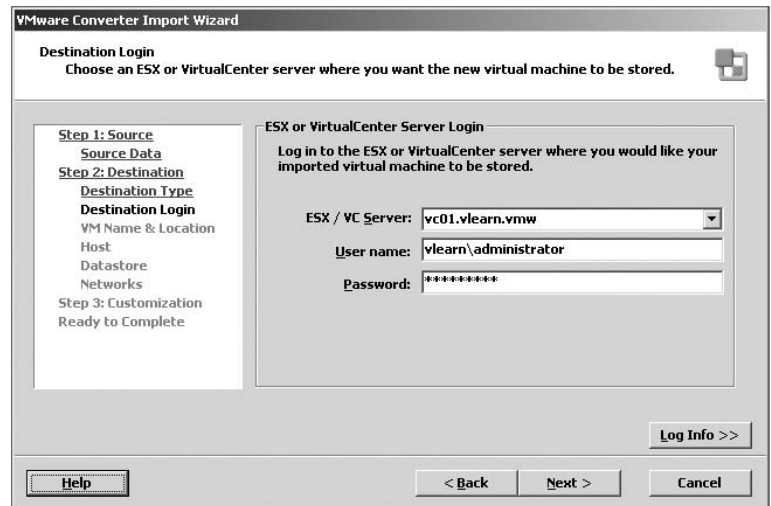 VMware Converter Import Wizard
Destination Login
Choose an ESX or VirtualCenter server where you want the new virtual machine to be stored.
Step 1: Source
Source Data
Step 2: Destination
Destination Type
Destination Login
VM Name & Location
Host
Datastore
Networks
Step 3: Customization
Ready to Complete
ESX or VirtualCenter Server Login
Log in to the ESX or VirtualCenter server where you would like your
imported virtual machine to be stored.
ESX / VC Server: vc01.vlearn.vmw
User name: vlearn\administrator
Password: *********
Log Info >>
Help
< Back
Next >
Cancel